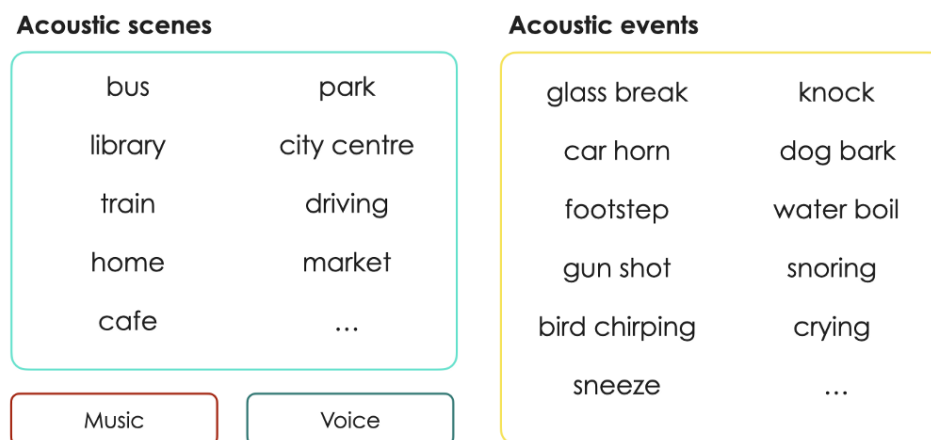 Acoustic scenes
bus park
library city centre
train driving
home market
cafe ...
Music Voice
Acoustic events
glass break knock
car horn dog bark
footstep water boil
gun shot snoring
bird chirping crying
sneeze ...